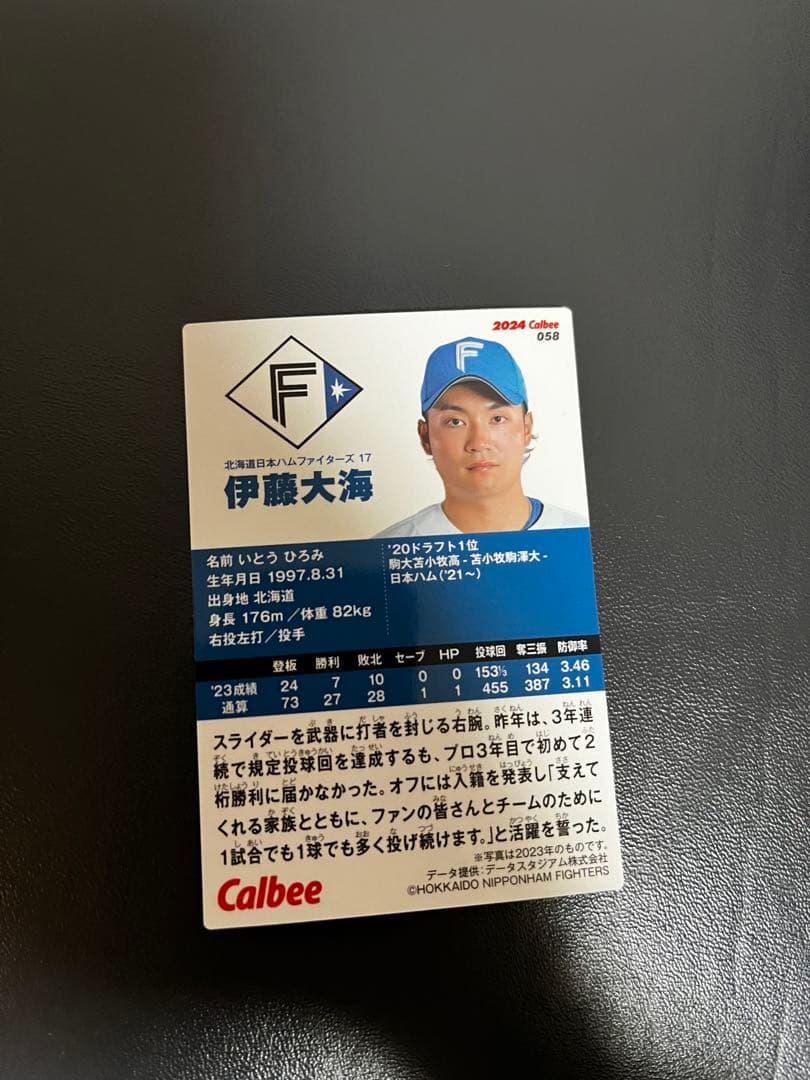 2024 Calbee
058
F
F
北海道日本ハムファイターズ 17
伊藤大海
名前 いとう ひろみ
生年月日 1997.8.31
出身地 北海道
身長 176m／体重 82kg
右投左打／投手
'20ドラフト1位
駒大苫小牧高 - 苫小牧駒澤大 -
日本ハム（'21～）
登板 勝利 敗北 セーブ HP 投球回 奪三振 防御率
'23成績 24 7 10 0 0 153⅓ 134 3.46
通算 73 27 28 1 1 455 387 3.11
スライダーを武器に打者を封じる右腕。昨年は、3年連
続で規定投球回を達成するも、プロ3年目で初めて2
桁勝利に届かなかった。オフには入籍を発表し「支えて
くれる家族とともに、ファンの皆さんとチームのために
1試合でも1球でも多く投げ続けます。」と活躍を誓った。
※写真は2023年のものです。
データ提供：データスタジアム株式会社
©HOKKAIDO NIPPONHAM FIGHTERS
Calbee